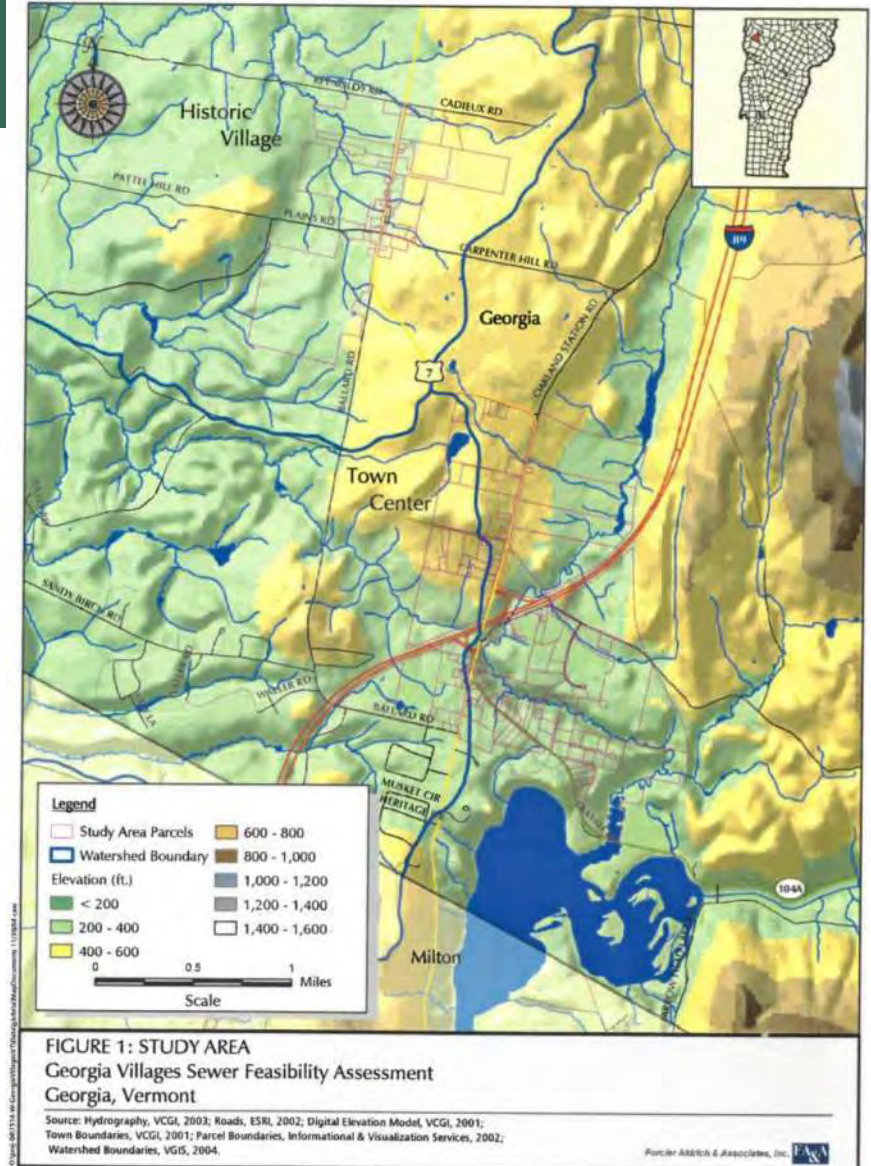 N
REYNOLDS RD
CADIEUX RD
Historic
Village
PATTEE HILL RD
PLAINS RD
89
CARPENTER HILL RD
Georgia
OAKLAND STATION RD
7
BALLARD RD
Town
Center
SANDY BIRCH RD
WALLER RD
BALLARD RD
MUSKET CIR
HERITAGE
104A
Milton
Legend
Study Area Parcels
Watershed Boundary
Elevation (ft.)
< 200
200 - 400
400 - 600
600 - 800
800 - 1,000
1,000 - 1,200
1,200 - 1,400
1,400 - 1,600
0 0.5 1 Miles
Scale
FIGURE 1: STUDY AREA
Georgia Villages Sewer Feasibility Assessment
Georgia, Vermont
Source: Hydrography, VCGI, 2003; Roads, ESRI, 2002; Digital Elevation Model, VCGI, 2001;
Town Boundaries, VCGI, 2001; Parcel Boundaries, Informational & Visualization Services, 2002;
Watershed Boundaries, VGIS, 2004.
Forcier Aldrich & Associates, Inc. FA&A